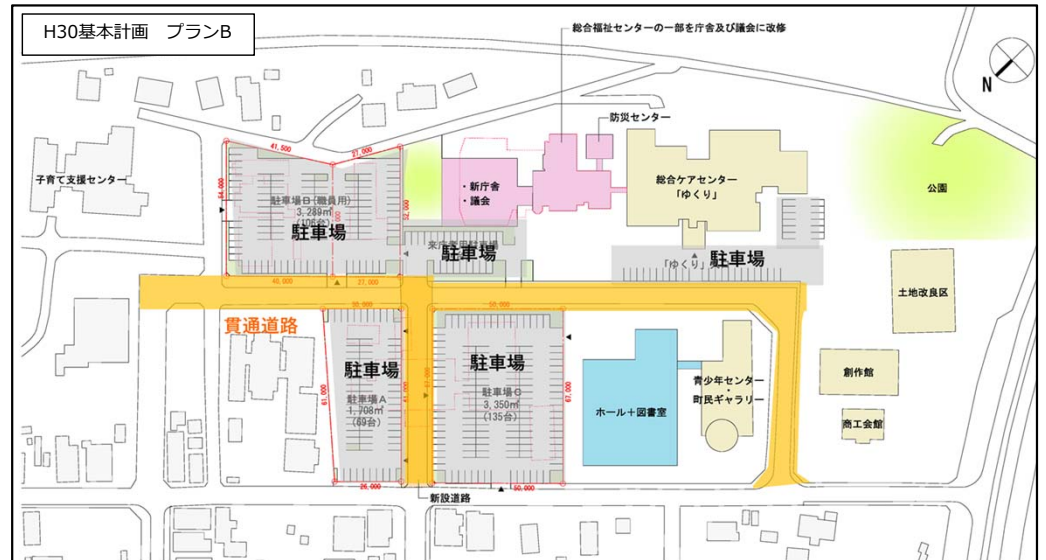 H30基本計画 プランB
総合福祉センターの一部を庁舎及び議会に改修
N
防災センター
子育て支援センター
41,500
27,000
54,000
52,000
駐車場B(職員用)
3,289㎡
(106台)
駐車場
・新庁舎
・議会
総合ケアセンター
「ゆくり」
公園
駐車場
「ゆくり」
駐車場
40,000
27,000
土地改良区
貫通道路
30,000
50,000
61,000
67,000
駐車場
駐車場A
1,708㎡
(69台)
駐車場
駐車場C
3,350㎡
(135台)
ホール+図書室
青少年センター
・
町民ギャラリー
創作館
商工会館
26,000
50,000
新設道路